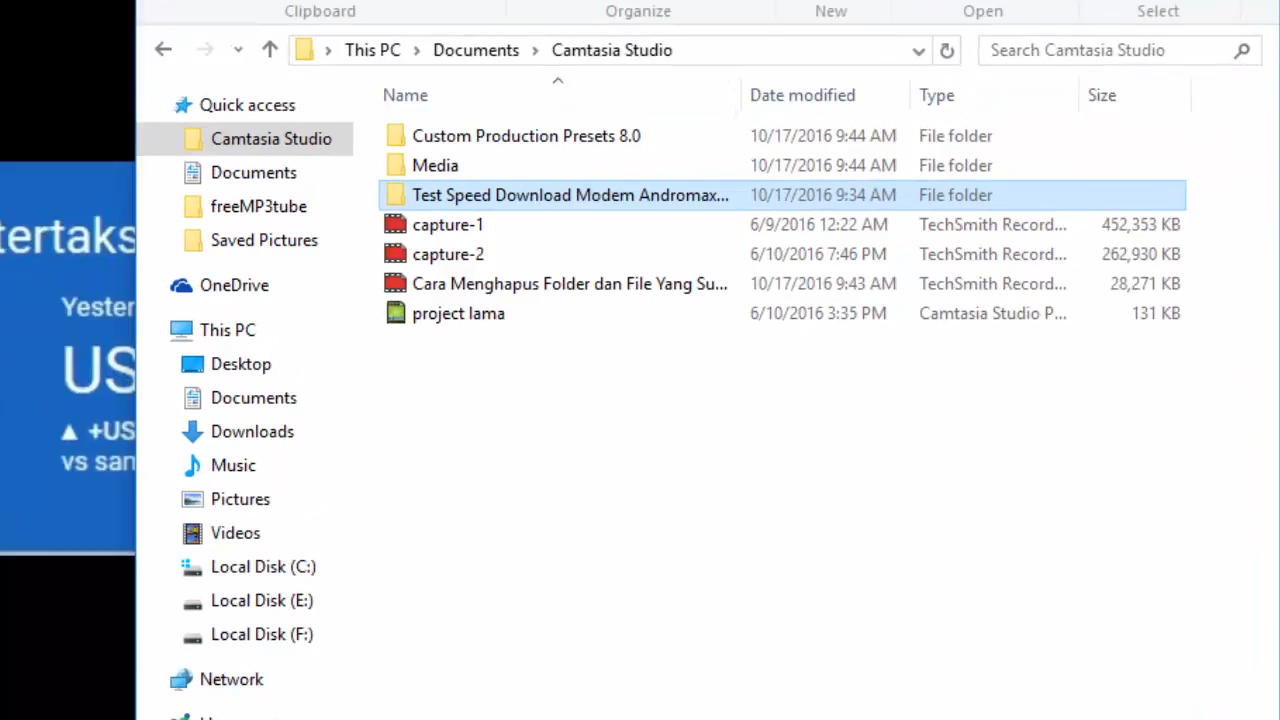 Clipboard Organize New Open Select
This PC Documents Camtasia Studio Search Camtasia Studio
Name Date modified Type Size
Quick access
Camtasia Studio
Documents
freeMP3tube
Saved Pictures
OneDrive
This PC
Desktop
Documents
Downloads
Music
Pictures
Videos
Local Disk (C:)
Local Disk (E:)
Local Disk (F:)
Network
Custom Production Presets 8.0 10/17/2016 9:44 AM File folder
Media 10/17/2016 9:44 AM File folder
Test Speed Download Modem Andromax... 10/17/2016 9:34 AM File folder
capture-1 6/9/2016 12:22 AM TechSmith Record... 452,353 KB
capture-2 6/10/2016 7:46 PM TechSmith Record... 262,930 KB
Cara Menghapus Folder dan File Yang Su... 10/17/2016 9:43 AM TechSmith Record... 28,271 KB
project lama 6/10/2016 3:35 PM Camtasia Studio P... 131 KB
tertaks
Yester
US
▲ +US
vs sam